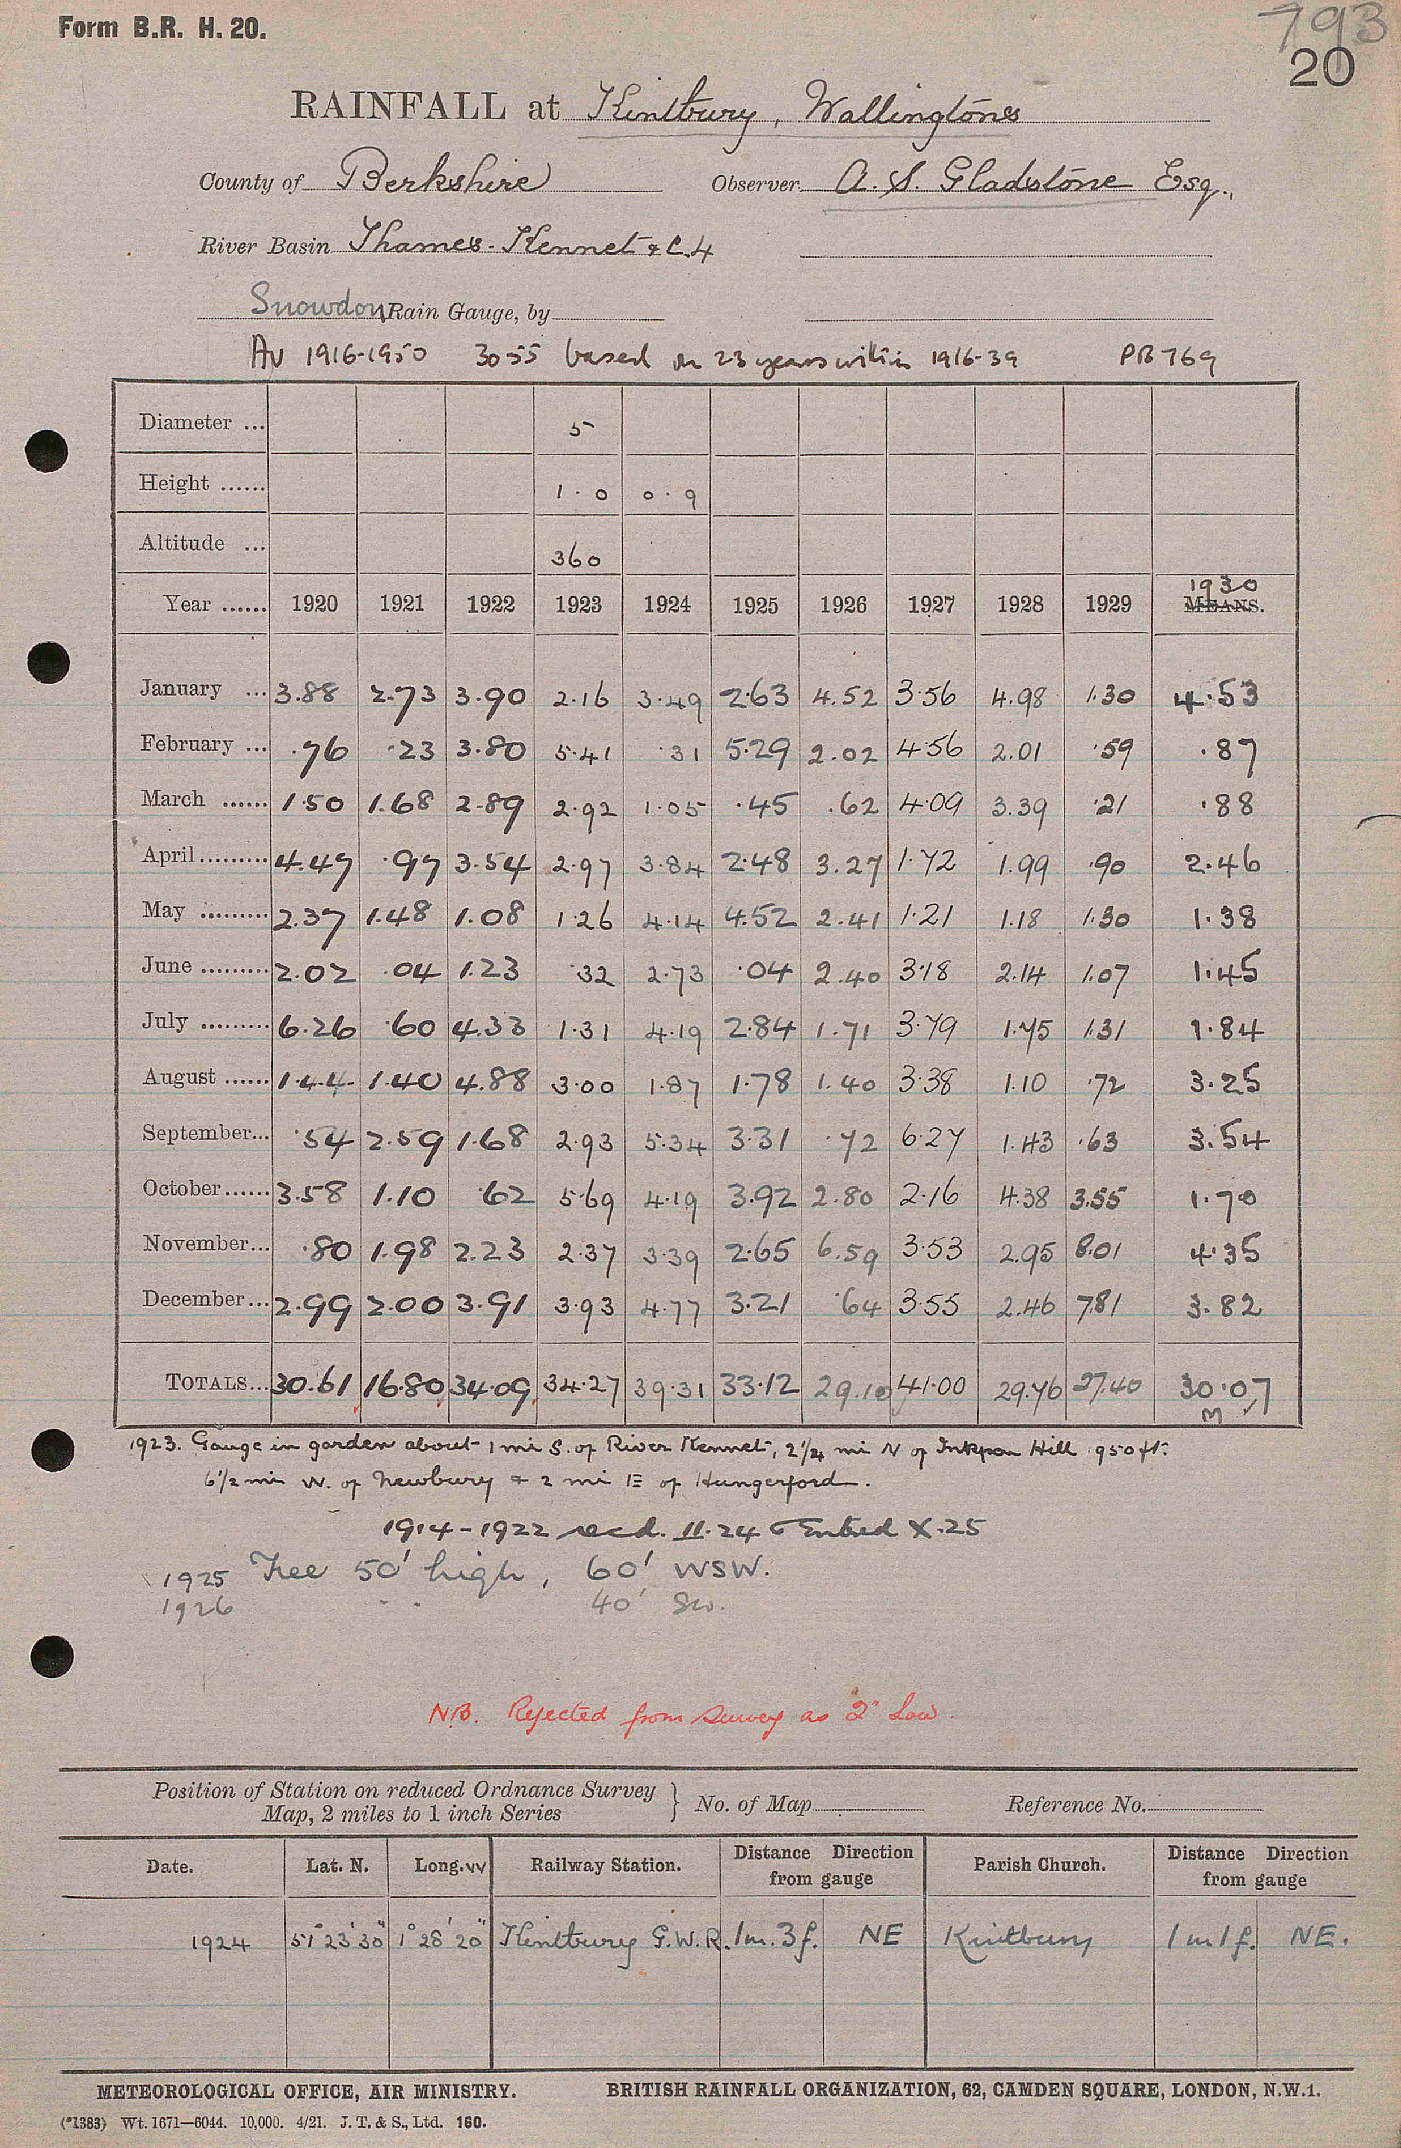 Form B.R. H. 20.
793
20
RAINFALL at Kintbury, Wallingtons
County of Berkshire Observer A. S. Gladstone Esq.,
River Basin Thames - Kennet & C.4
Snowdon Rain Gauge, by
Av 1916-1950 30.55 based on 23 years within 1916-39 PB 769
Diameter ... 5
Height ...... 1.0 0.9
Altitude ... 360
1930
Year ...... 1920 1921 1922 1923 1924 1925 1926 1927 1928 1929 MEANS.
January ... 3.88 2.73 3.90 2.16 3.49 2.63 4.52 3.56 4.98 1.30 4.53
February ... .76 .23 3.80 5.41 .31 5.29 2.02 4.56 2.01 .59 .87
March ...... 1.50 1.68 2.89 2.92 1.05 .45 .62 4.09 3.39 .21 .88
April ......... 4.47 .97 3.54 2.97 3.84 2.48 3.27 1.72 1.99 .90 2.46
May ......... 2.37 1.48 1.08 1.26 4.14 4.52 2.41 1.21 1.18 1.30 1.38
June ......... 2.02 .04 1.23 .32 2.73 .04 2.40 3.18 2.14 1.07 1.45
July ......... 6.26 .60 4.33 1.31 4.19 2.84 1.71 3.79 1.75 1.31 1.84
August ...... 1.44 1.40 4.88 3.00 1.87 1.78 1.40 3.38 1.10 .72 3.25
September... .54 2.59 1.68 2.93 5.34 3.31 .72 6.27 1.43 .63 3.54
October...... 3.58 1.10 .62 5.69 4.19 3.92 2.80 2.16 4.38 3.55 1.70
November... .80 1.98 2.23 2.37 3.39 2.65 6.59 3.53 2.95 8.01 4.35
December... 2.99 2.00 3.91 3.93 4.77 3.21 .64 3.55 2.46 7.81 3.82
TOTALS... 30.61 16.80 34.09 34.27 39.31 33.12 29.10 41.00 29.76 27.40 30.07
M ✓
1923. Gauge in garden about 1 mi S. of River Kennet, 2 1/4 mi N of Inkpen Hill 950 ft.
6 1/2 mi W. of Newbury & 2 mi E of Hungerford.
1914-1922 recd. II.24 Entred X.25
1925 Tree 50' high, 60' WSW.
1926 " " 40' SW.
NB. Rejected from survey as 2" low.
Position of Station on reduced Ordnance Survey
Map, 2 miles to 1 inch Series } No. of Map Reference No.
Date. Lat. N. Long. W Railway Station. Distance Direction from gauge Parish Church. Distance Direction from gauge
1924 51° 23' 30" 1° 28' 20" Kintbury G.W.R. 1m. 3f. NE Kintbury 1m 1f. NE.
METEOROLOGICAL OFFICE, AIR MINISTRY. BRITISH RAINFALL ORGANIZATION, 62, CAMDEN SQUARE, LONDON, N.W.1.
(*1383) Wt. 1671—6044. 10,000. 4/21. J. T. & S., Ltd. 160.